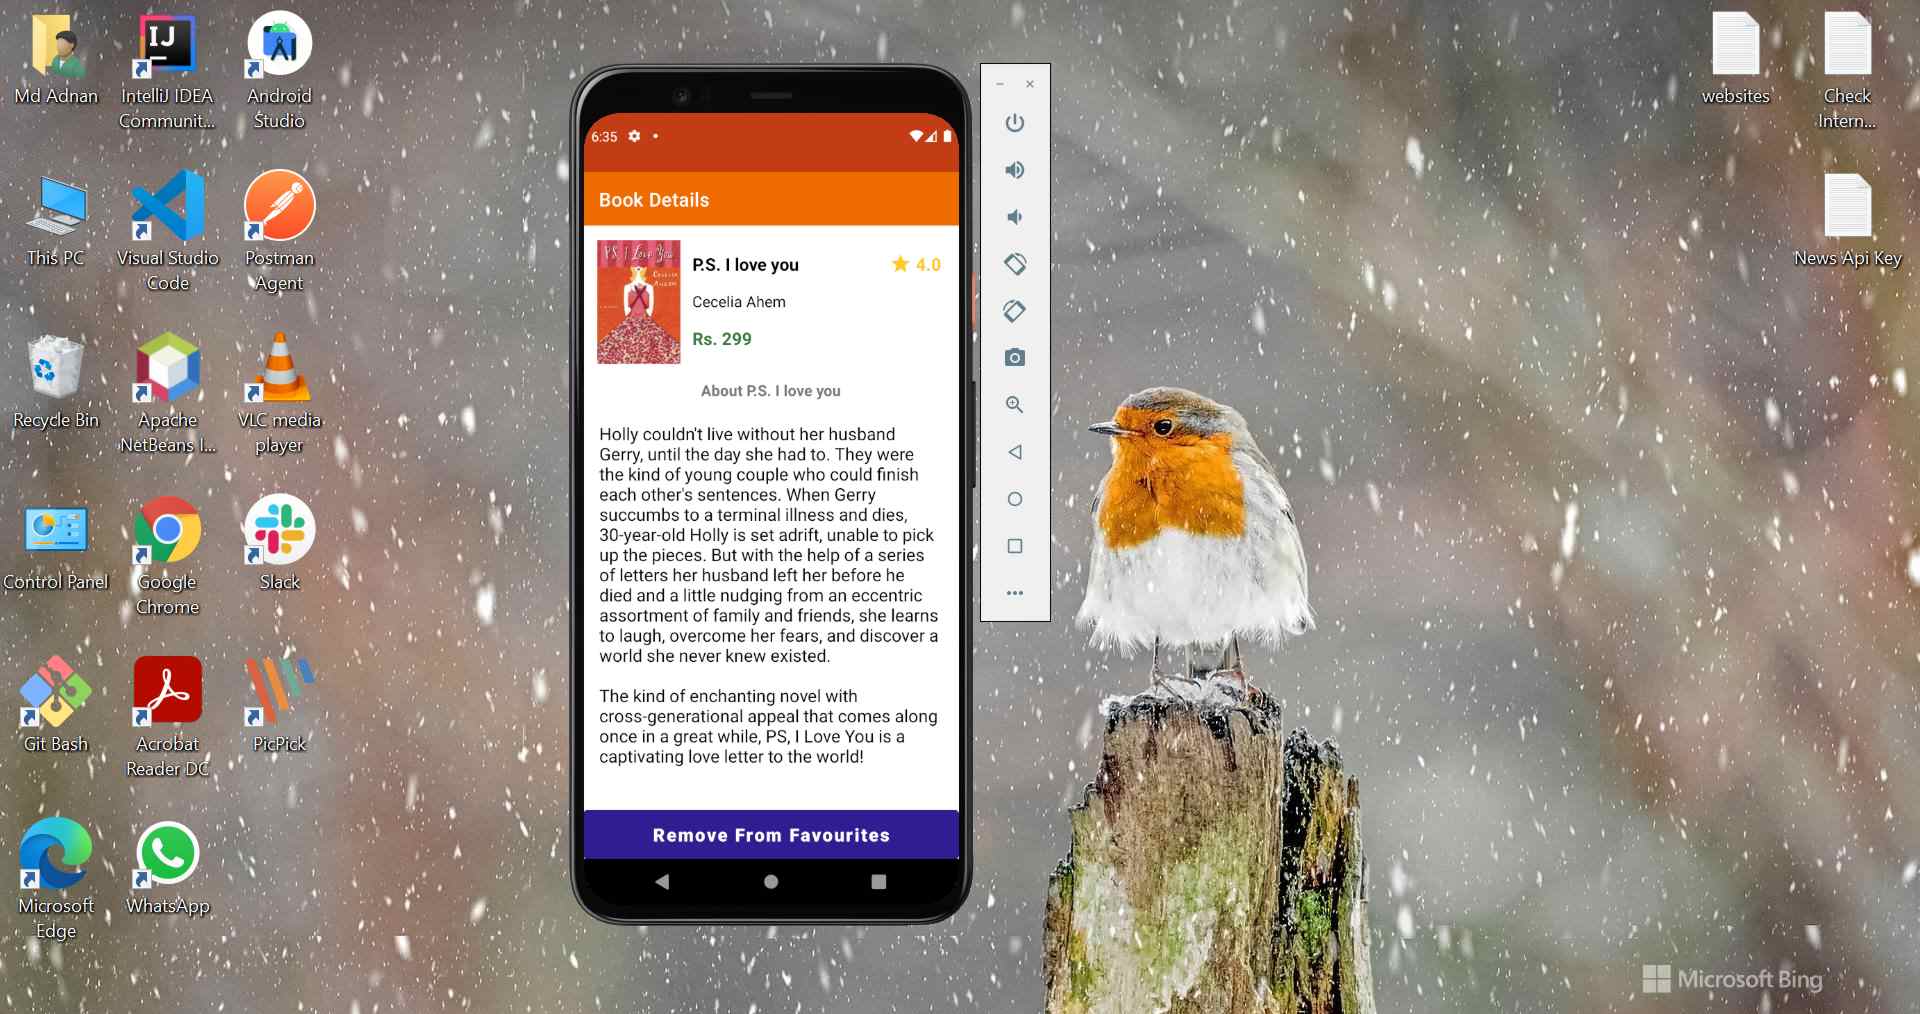 Md Adnan
IntelliJ IDEA
Communit...
Android
Studio
This PC
Visual Studio
Code
Postman
Agent
Recycle Bin
Apache
NetBeans I...
VLC media
player
Control Panel
Google
Chrome
Slack
Git Bash
Acrobat
Reader DC
PicPick
Microsoft
Edge
WhatsApp
IJ
6:35
Book Details
P.S. I Love You
CECELIA
AHERN
P.S. I love you
4.0
Cecelia Ahem
Rs. 299
About P.S. I love you
Holly couldn't live without her husband
Gerry, until the day she had to. They were
the kind of young couple who could finish
each other's sentences. When Gerry
succumbs to a terminal illness and dies,
30-year-old Holly is set adrift, unable to pick
up the pieces. But with the help of a series
of letters her husband left her before he
died and a little nudging from an eccentric
assortment of family and friends, she learns
to laugh, overcome her fears, and discover a
world she never knew existed.
The kind of enchanting novel with
cross-generational appeal that comes along
once in a great while, PS, I Love You is a
captivating love letter to the world!
Remove From Favourites
websites
Check
Intern...
News Api Key
Microsoft Bing